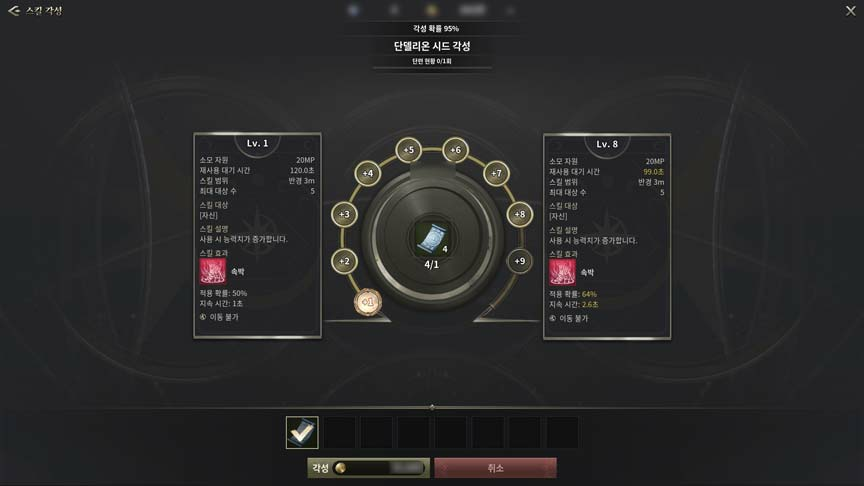 스킬 각성
각성 확률 95%
단델리온 시드 각성
단련 현황 0/1회
Lv. 1
소모 자원 20MP
재사용 대기 시간 120.0초
스킬 범위 반경 3m
최대 대상 수 5
스킬 대상
[자신]
스킬 설명
사용 시 능력치가 증가합니다.
스킬 효과
속박
적용 확률: 50%
지속 시간: 1초
이동 불가
+1
+2
+3
+4
+5
+6
+7
+8
+9
4
4/1
Lv. 8
소모 자원 20MP
재사용 대기 시간 99.0초
스킬 범위 반경 3m
최대 대상 수 5
스킬 대상
[자신]
스킬 설명
사용 시 능력치가 증가합니다.
스킬 효과
속박
적용 확률: 64%
지속 시간: 2.6초
이동 불가
각성
취소